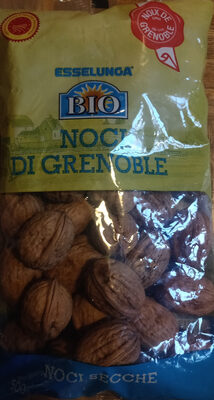 NOIX DE
GRENOBLE
ESSELUNGA
BIO
NOCI
DI GRENOBLE
NOCI SECCHE